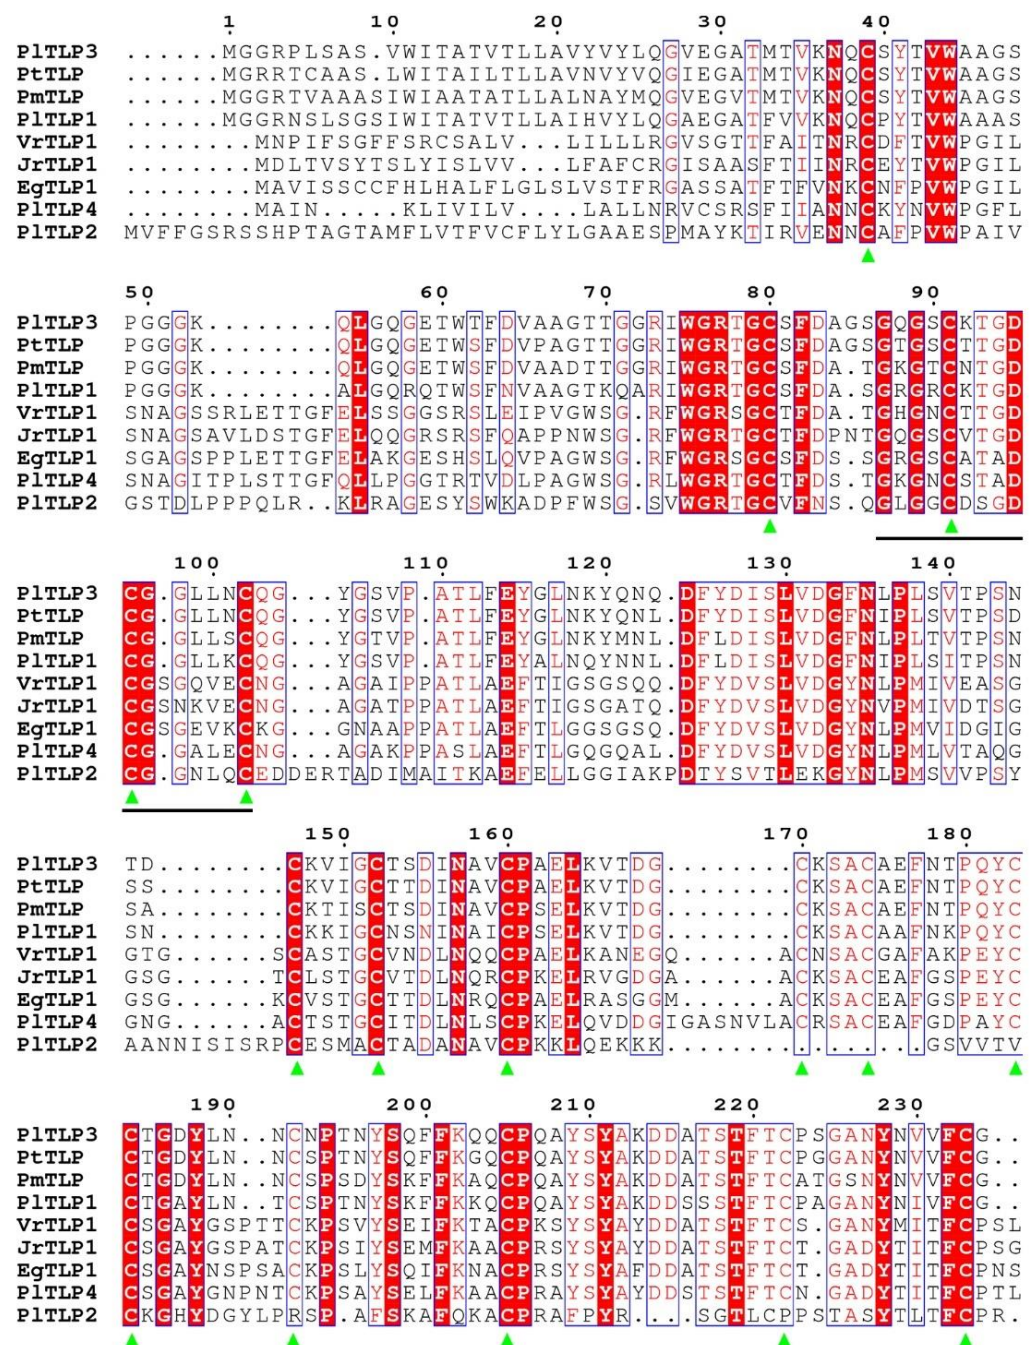 1 10 20 30 40
PlTLP3 ......MGGRPLSAS.VWITATVTLLAVYVYLQGVEGATMTVKNQCSYTVWAAGS
PtTLP ......MGRRTCAAS.LWITAILTLLAVNVYVQGIEGATMTVKNQCSYTVWAAGS
PmTLP ......MGGRTVAAASIWIAATATLLALNAYMQGVEGVTMTVKNQCSYTVWAAGS
PlTLP1 ......MGGRNSLSGSIWITATVTLLAIHVYLQGAEGATFVVKNQCPYTVWAAAS
VrTLP1 ........MNPIFSGFFSRCSALV...LILLLRGVSGTTFAITNRCDFTVWPGIL
JrTLP1 ........MDLTVSYTSLYISLVV...LFAFCRGISAASFTIINRCEYTVWPGIL
EgTLP1 ........MAVISSCCFHLHALFLGLSLVSTFRGASSATFTFVNKCNFPVWPGIL
PlTLP4 ........MAIN.....KLIVILV....LALLNRVCSRSFIIANNCKYNVWPGFL
PlTLP2 MVFFGSRSSHPTAGTAMFLVTFVCFLYLGAAESPMAYKTIRVENNCAFPVWPAIV
50 60 70 80 90
PlTLP3 PGGGK........QLGQGETWTFDVAAGTTGGRIWGRTGCSFDAGSGQGSCKTGD
PtTLP PGGGK........QLGQGETWSFDVPAGTTGGRIWGRTGCSFDAGSGTGSCTTGD
PmTLP PGGGK........QLGQGETWSFDVAADTTGGRIWGRTGCSFDA.TGKGTCNTGD
PlTLP1 PGGGK........ALGQRQTWSFNVAAGTKQARIWGRTGCSFDA.SGRGRCKTGD
VrTLP1 SNAGSSRLETTGFELSSGGSRSLEIPVGWSG.RFWGRSGCTFDA.TGHGNCTTGD
JrTLP1 SNAGSAVLDSTGFELQQGRSRSFQAPPNWSG.RFWGRTGCTFDPNTGQGSCVTGD
EgTLP1 SGAGSPPLETTGFELAKGESHSLQVPAGWSG.RFWGRSGCSFDS.SGRGSCATAD
PlTLP4 SNAGITPLSTTGFQLLPGGTRTVDLPAGWSG.RLWGRTGCTFDS.TGKGNCSTAD
PlTLP2 GSTDLPPPQLR..KLRAGESYSWKADPFWSG.SVWGRTGCVFNS.QGLGGCDSGD
100 110 120 130 140
PlTLP3 CG.GLLNCQG...YGSVP.ATLFEYGLNKYQNQ.DFYDISLVDGFNLPLSVTPSN
PtTLP CG.GLLNCQG...YGSVP.ATLFEYGLNKYQNL.DFYDISLVDGFNIPLSVTPSD
PmTLP CG.GLLSCQG...YGTVP.ATLFEYGLNKYMNL.DFLDISLVDGFNLPLTVTPSN
PlTLP1 CG.GLLKCQG...YGSVP.ATLFEYALNQYNNL.DFLDISLVDGFNIPLSITPSN
VrTLP1 CGSGQVECNG...AGAIPPATLAEFTIGSGSQQ.DFYDVSLVDGYNLPMIVEASG
JrTLP1 CGSNKVECNG...AGATPPATLAEFTIGSGATQ.DFYDVSLVDGYNVPMIVDTSG
EgTLP1 CGSGEVKCKG...GNAAPPATLAEFTLGGSGSQ.DFYDVSLVDGYNLPMVIDGIG
PlTLP4 CG.GALECNG...AGAKPPASLAEFTLGQGQAL.DFYDVSLVDGYNLPMLVTAQG
PlTLP2 CG.GNLQCEDDERTADIMAITKAEFELLGGIAKPDTYSVTLEKGYNLPMSVVPSY
150 160 170 180
PlTLP3 TD........CKVIGCTSDINAVCPAELKVTDG........CKSACAEFNTPQYC
PtTLP SS........CKVIGCTTDINAVCPAELKVTDG........CKSACAEFNTPQYC
PmTLP SA........CKTISCTSDINAVCPSELKVTDG........CKSACAEFNTPQYC
PlTLP1 SN........CKKIGCNSNINAICPSELKVTDG........CKSACAAFNKPQYC
VrTLP1 GTG......SCASTGCVNDLNQQCPAELKANEGQ.......ACNSACGAFAKPEYC
JrTLP1 GSG......TCLSTGCVTDLNQRCPAELRVGDGA.......ACKSACEAFGSPEYC
EgTLP1 GSG......KCVSTGCTTDLNRQCPAELRASGGM.......ACKSACEAFGSPEYC
PlTLP4 GNG......ACTSTGCITDLNLSCPKELQVDDGIGASNVLACRSACEAFGDPAYC
PlTLP2 AANNISISRPCESMACTADANAVCPKKLQEKKK...............GSVVTV
190 200 210 220 230
PlTLP3 CTGDYLN..NCNPTNYSQFFKQQCPQAYSYAKDDATSTFTCPSGANYNVVFCG..
PtTLP CTGDYLN..NCSPTNYSQFFKGQCPQAYSYAKDDATSTFTCPGGANYNVVFCG..
PmTLP CTGDYLN..NCSPSDYSKFFKAQCPQAYSYAKDDATSTFTCATGSNYNVVFCG..
PlTLP1 CTGAYLN..TCSPTNYSKFFKKQCPQAYSYAKDDSSSTFTCPAGANYNIVFCG..
VrTLP1 CSGAYGSPTTCKPSVYSEIFKTACPKSYSYAYDDATSTFTCS.GANYMITFCPSL
JrTLP1 CSGAYGSPATCKPSIYSEMFKAACPRSYSYAYDDATSTFTCT.GADYTITFCPSG
EgTLP1 CSGAYNSPSACKPSLYSQIFKNACPRSYSYAFDDATSTFTCT.GADYTITFCPNS
PlTLP4 CSGAYGNPNTCKPSAYSELFKAACPRAYSYAYDDSTSTFTCN.GADYTITFCPTL
PlTLP2 CKGHYDGYLPRSP.AFSKAFQKACPRAFPYR...SGTLCPPSTASYTLTFCPR.